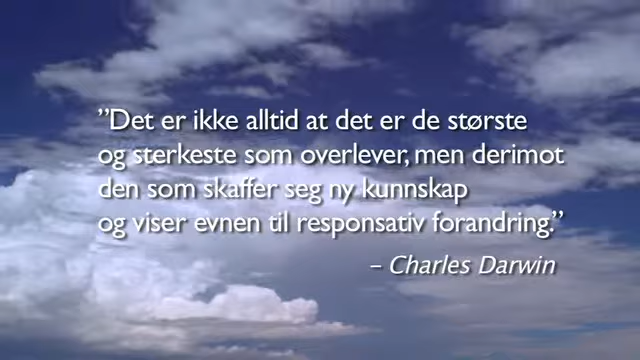 ”Det er ikke alltid at det er de største
og sterkeste som overlever, men derimot
den som skaffer seg ny kunnskap
og viser evnen til responsativ forandring.”
– Charles Darwin